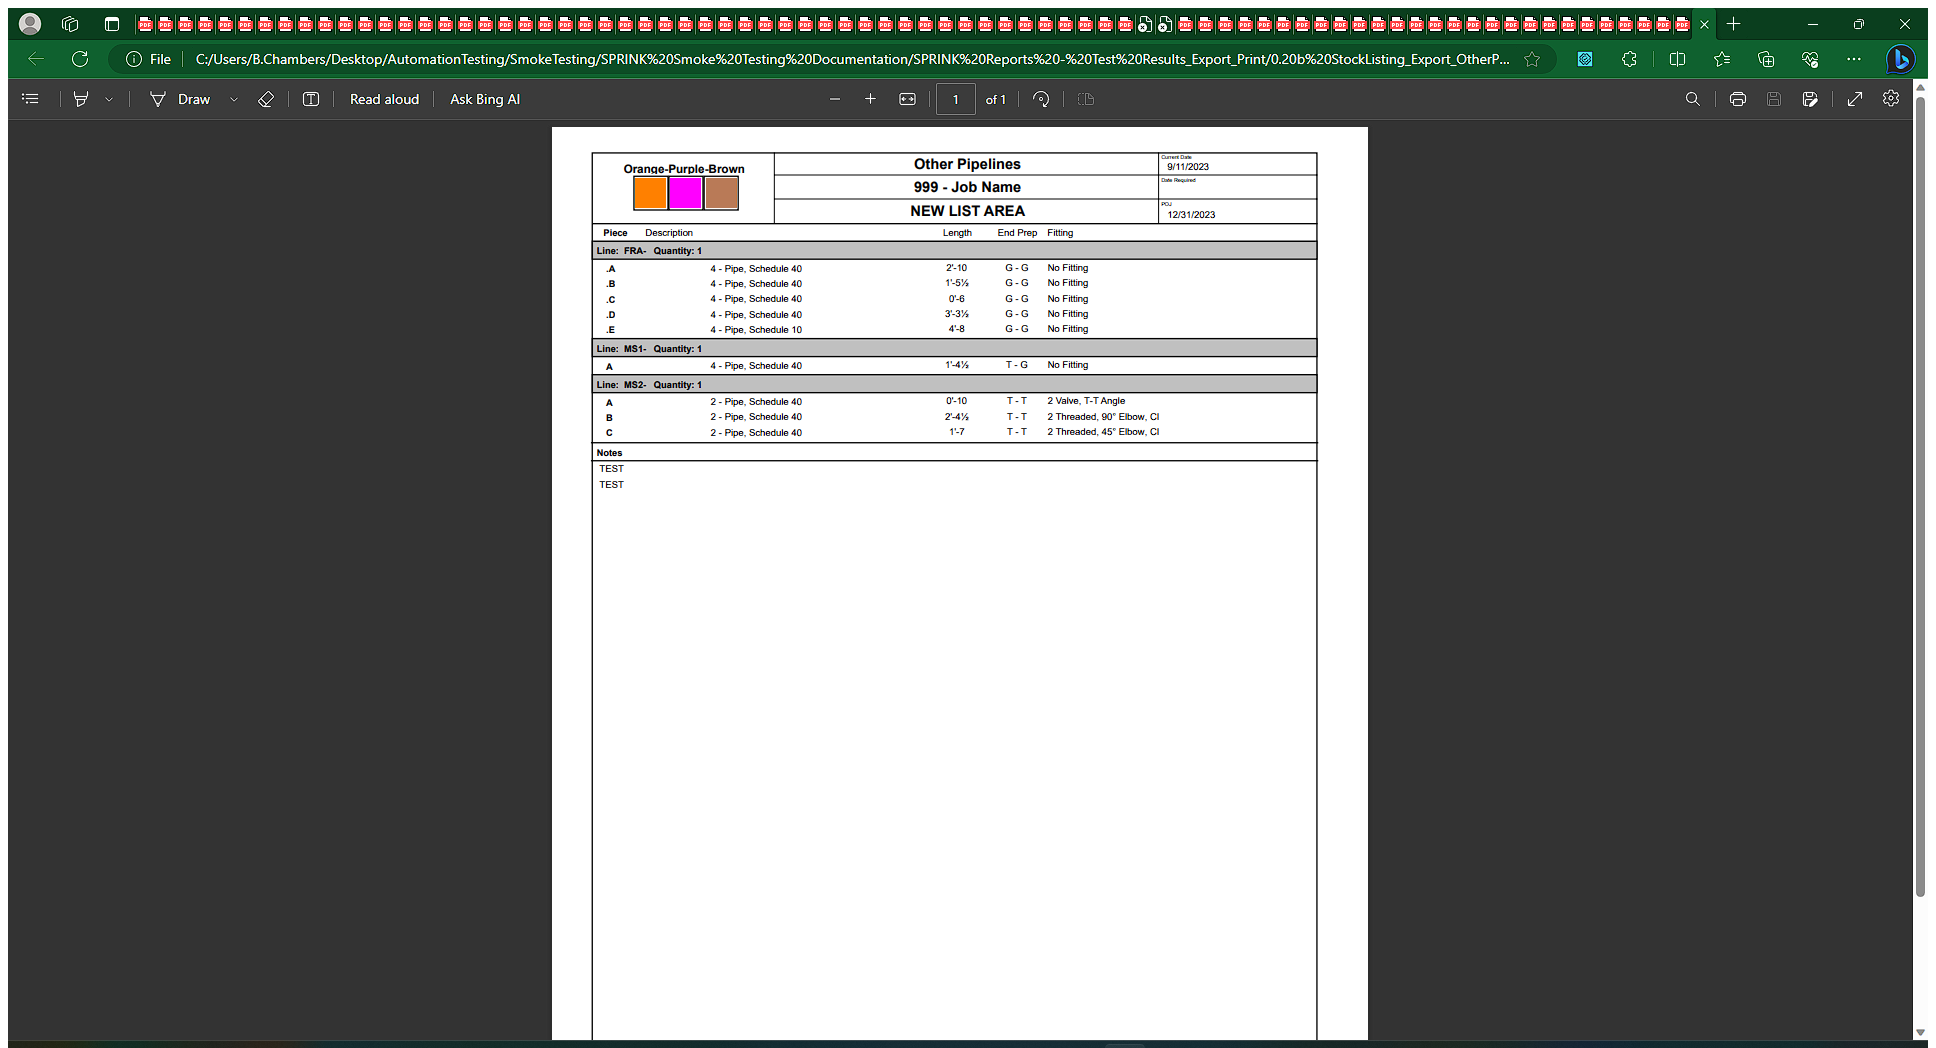 File C:/Users/B.Chambers/Desktop/AutomationTesting/SmokeTesting/SPRINK%20Smoke%20Testing%20Documentation/SPRINK%20Reports%20-%20Test%20Results_Export_Print/0.20b%20StockListing_Export_OtherP...
Draw Read aloud Ask Bing AI 1 of 1
Orange-Purple-Brown
Other Pipelines
999 - Job Name
NEW LIST AREA
Current Date
9/11/2023
Date Required
PDJ
12/31/2023
Piece Description Length End Prep Fitting
Line: FRA- Quantity: 1
.A 4 - Pipe, Schedule 40 2'-10 G - G No Fitting
.B 4 - Pipe, Schedule 40 1'-5½ G - G No Fitting
.C 4 - Pipe, Schedule 40 0'-6 G - G No Fitting
.D 4 - Pipe, Schedule 40 3'-3½ G - G No Fitting
.E 4 - Pipe, Schedule 10 4'-8 G - G No Fitting
Line: MS1- Quantity: 1
A 4 - Pipe, Schedule 40 1'-4½ T - G No Fitting
Line: MS2- Quantity: 1
A 2 - Pipe, Schedule 40 0'-10 T - T 2 Valve, T-T Angle
B 2 - Pipe, Schedule 40 2'-4½ T - T 2 Threaded, 90° Elbow, CI
C 2 - Pipe, Schedule 40 1'-7 T - T 2 Threaded, 45° Elbow, CI
Notes
TEST
TEST